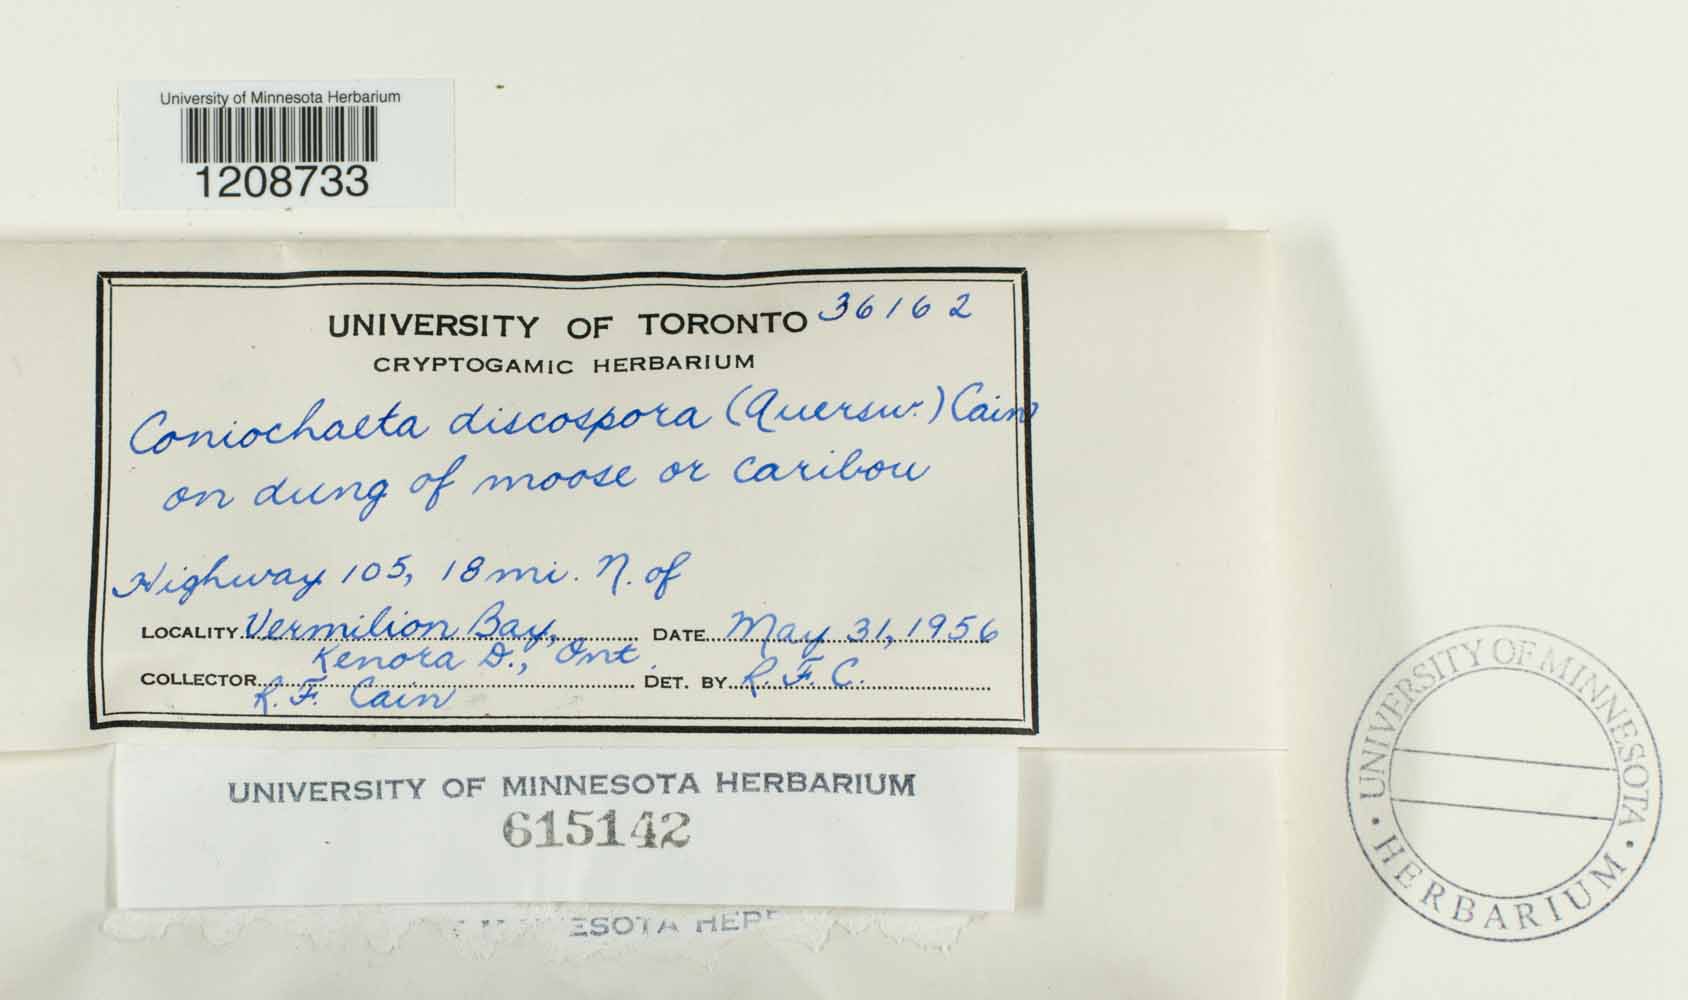 University of Minnesota Herbarium
1208733
36162
UNIVERSITY OF TORONTO
CRYPTOGAMIC HERBARIUM
Coniochaeta discospora (Auersw.) Cain
on dung of moose or caribou
Highway 105, 18 mi. N. of
LOCALITY Vermilion Bay, DATE May 31, 1956
Kenora D., Ont.
COLLECTOR R. F. Cain DET. BY R. F. C.
UNIVERSITY OF MINNESOTA HERBARIUM
615142
UNIVERSITY OF MINNESOTA
• HERBARIUM •